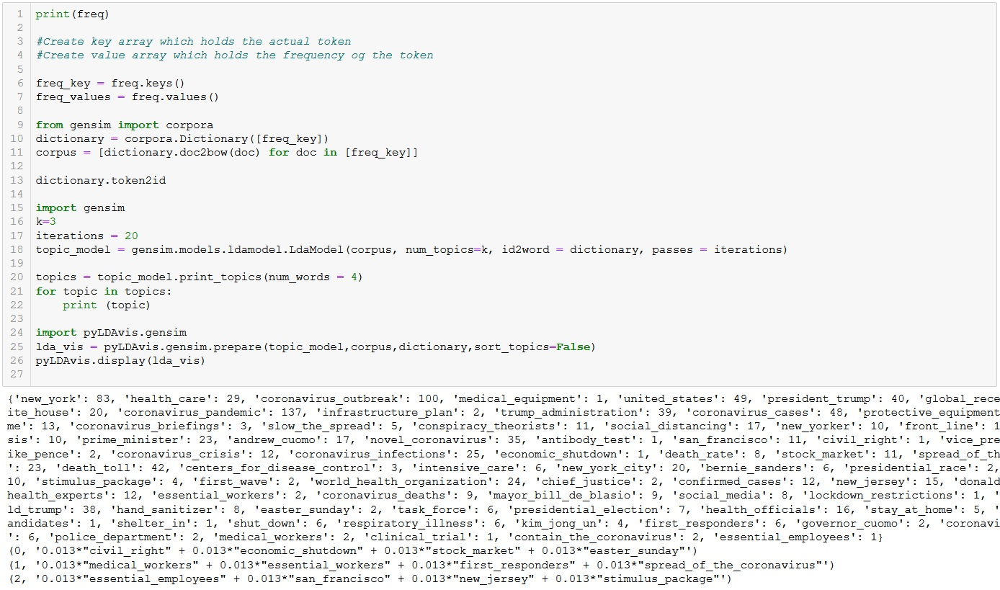 1 print(freq)
2
3 #Create key array which holds the actual token
4 #Create value array which holds the frequency og the token
5
6 freq_key = freq.keys()
7 freq_values = freq.values()
8
9 from gensim import corpora
10 dictionary = corpora.Dictionary([freq_key])
11 corpus = [dictionary.doc2bow(doc) for doc in [freq_key]]
12
13 dictionary.token2id
14
15 import gensim
16 k=3
17 iterations = 20
18 topic_model = gensim.models.ldamodel.LdaModel(corpus, num_topics=k, id2word = dictionary, passes = iterations)
19
20 topics = topic_model.print_topics(num_words = 4)
21 for topic in topics:
22     print (topic)
23
24 import pyLDAvis.gensim
25 lda_vis = pyLDAvis.gensim.prepare(topic_model,corpus,dictionary,sort_topics=False)
26 pyLDAvis.display(lda_vis)
27
{'new_york': 83, 'health_care': 29, 'coronavirus_outbreak': 100, 'medical_equipment': 1, 'united_states': 49, 'president_trump': 40, 'global_rece
ite_house': 20, 'coronavirus_pandemic': 137, 'infrastructure_plan': 2, 'trump_administration': 39, 'coronavirus_cases': 48, 'protective_equipment
me': 13, 'coronavirus_briefings': 3, 'slow_the_spread': 5, 'conspiracy_theorists': 11, 'social_distancing': 17, 'new_yorker': 10, 'front_line': 1
sis': 10, 'prime_minister': 23, 'andrew_cuomo': 17, 'novel_coronavirus': 35, 'antibody_test': 1, 'san_francisco': 11, 'civil_right': 1, 'vice_pre
ike_pence': 2, 'coronavirus_crisis': 12, 'coronavirus_infections': 25, 'economic_shutdown': 1, 'death_rate': 8, 'stock_market': 11, 'spread_of_th
': 23, 'death_toll': 42, 'centers_for_disease_control': 3, 'intensive_care': 6, 'new_york_city': 20, 'bernie_sanders': 6, 'presidential_race': 2,
10, 'stimulus_package': 4, 'first_wave': 2, 'world_health_organization': 24, 'chief_justice': 2, 'confirmed_cases': 12, 'new_jersey': 15, 'donald
health_experts': 12, 'essential_workers': 2, 'coronavirus_deaths': 9, 'mayor_bill_de_blasio': 9, 'social_media': 8, 'lockdown_restrictions': 1, '
ld_trump': 38, 'hand_sanitizer': 8, 'easter_sunday': 2, 'task_force': 6, 'presidential_election': 7, 'health_officials': 16, 'stay_at_home': 5, '
andidates': 1, 'shelter_in': 1, 'shut_down': 6, 'respiratory_illness': 6, 'kim_jong_un': 4, 'first_responders': 6, 'governor_cuomo': 2, 'coronavi
': 6, 'police_department': 2, 'medical_workers': 2, 'clinical_trial': 1, 'contain_the_coronavirus': 2, 'essential_employees': 1}
(0, '0.013*"civil_right" + 0.013*"economic_shutdown" + 0.013*"stock_market" + 0.013*"easter_sunday"')
(1, '0.013*"medical_workers" + 0.013*"essential_workers" + 0.013*"first_responders" + 0.013*"spread_of_the_coronavirus"')
(2, '0.013*"essential_employees" + 0.013*"san_francisco" + 0.013*"new_jersey" + 0.013*"stimulus_package"')